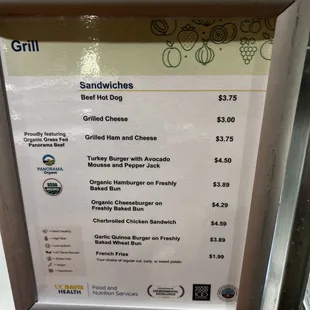 Grill
Sandwiches
Beef Hot Dog $3.75
Grilled Cheese $3.00
Grilled Ham and Cheese $3.75
Proudly featuring
Organic Grass Fed
Panorama Beef
PANORAMA
Organic
USDA
Turkey Burger with Avocado
Mousse and Pepper Jack $4.50
Organic Hamburger on Freshly
Baked Bun $3.89
Organic Cheeseburger on
Freshly Baked Bun $4.29
Charbroiled Chicken Sandwich $4.59
Garlic Quinoa Burger on Freshly
Baked Wheat Bun $3.89
French Fries $1.99
Your choice of regular cut, curly, or sweet potato
UC DAVIS
HEALTH
Food and
Nutrition Services